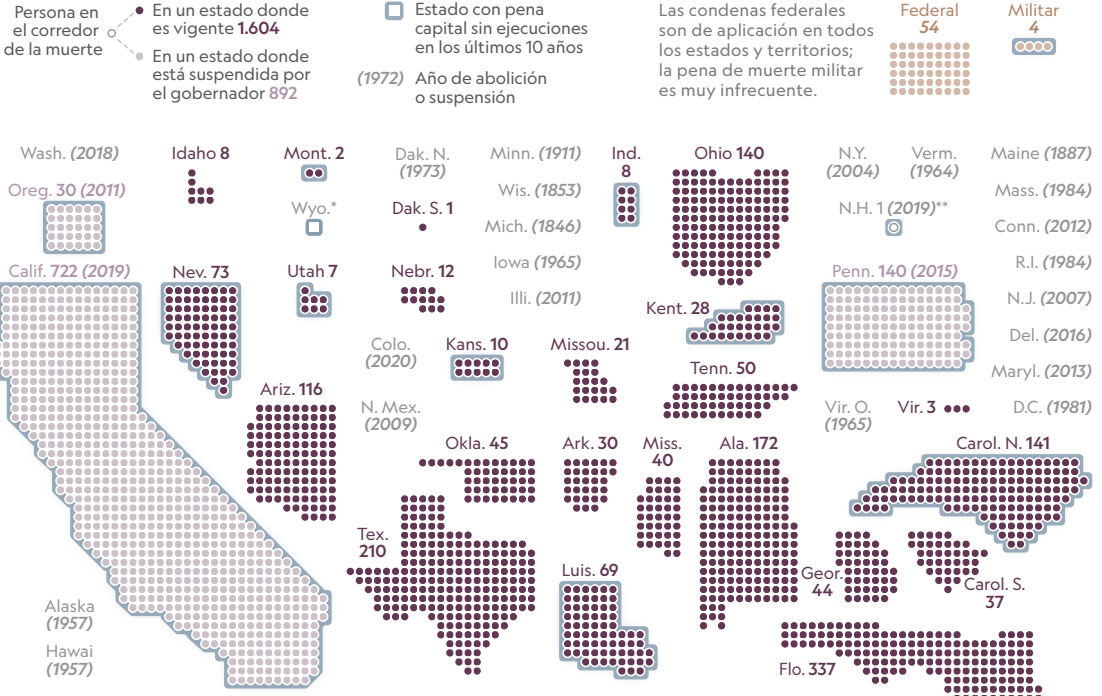 Persona en
el corredor
de la muerte
En un estado donde
es vigente 1.604
En un estado donde
está suspendida por
el gobernador 892
Estado con pena
capital sin ejecuciones
en los últimos 10 años
(1972) Año de abolición
o suspensión
Las condenas federales
son de aplicación en todos
los estados y territorios;
la pena de muerte militar
es muy infrecuente.
Federal
54
Militar
4
Wash. (2018)
Idaho 8
Mont. 2
Dak. N.
(1973)
Minn. (1911)
Ind.
8
Ohio 140
N.Y.
(2004)
Verm.
(1964)
Maine (1887)
Oreg. 30 (2011)
Wyo.*
Dak. S. 1
Wis. (1853)
Mich. (1846)
N.H. 1 (2019)**
Mass. (1984)
Conn. (2012)
Calif. 722 (2019)
Nev. 73
Utah 7
Nebr. 12
Iowa (1965)
Illi. (2011)
Kent. 28
Penn. 140 (2015)
R.I. (1984)
N.J. (2007)
Del. (2016)
Maryl. (2013)
Colo.
(2020)
Kans. 10
Missou. 21
Tenn. 50
Ariz. 116
N. Mex.
(2009)
Vir. O.
(1965)
Vir. 3
D.C. (1981)
Okla. 45
Ark. 30
Miss.
40
Ala. 172
Carol. N. 141
Tex.
210
Luis. 69
Geor.
44
Carol. S.
37
Alaska
(1957)
Hawai
(1957)
Flo. 337